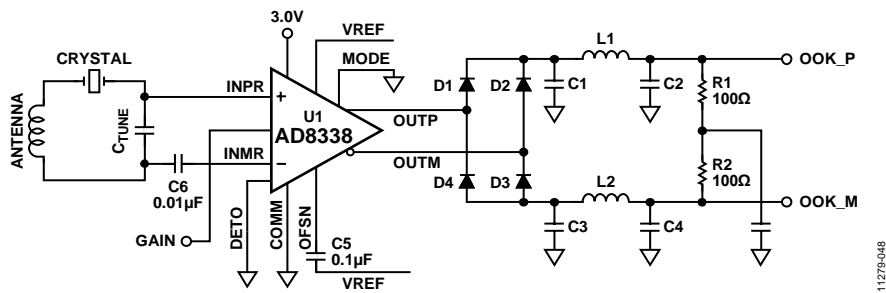 3.0V
VREF
MODE
CRYSTAL
ANTENNA
C_TUNE
INPR
+
U1
AD8338
INMR
−
C6
0.01µF
GAIN
DETO
COMM
OFSN
C5
0.1µF
VREF
OUTP
OUTM
D1
D2
D4
D3
L1
C1
C2
R1
100Ω
OOK_P
L2
C3
C4
R2
100Ω
OOK_M
11279-048